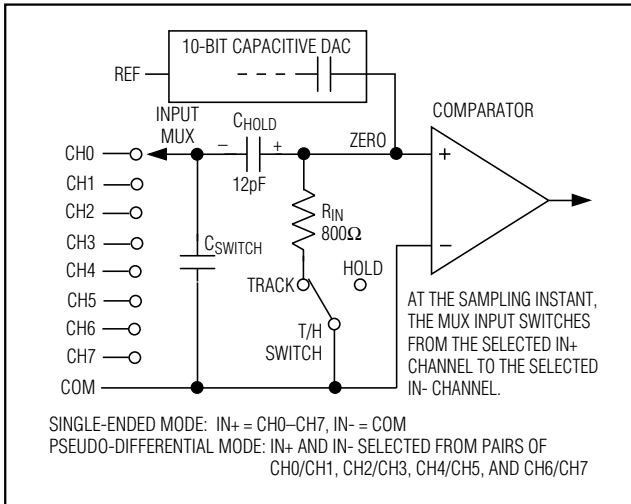 10-BIT CAPACITIVE DAC
REF
INPUT
MUX
C_HOLD
12pF
ZERO
COMPARATOR
CH0
CH1
CH2
CH3
CH4
CH5
CH6
CH7
COM
C_SWITCH
R_IN
800Ω
TRACK
HOLD
T/H
SWITCH
AT THE SAMPLING INSTANT,
THE MUX INPUT SWITCHES
FROM THE SELECTED IN+
CHANNEL TO THE SELECTED
IN- CHANNEL.
SINGLE-ENDED MODE: IN+ = CH0–CH7, IN- = COM
PSEUDO-DIFFERENTIAL MODE: IN+ AND IN- SELECTED FROM PAIRS OF
CH0/CH1, CH2/CH3, CH4/CH5, AND CH6/CH7